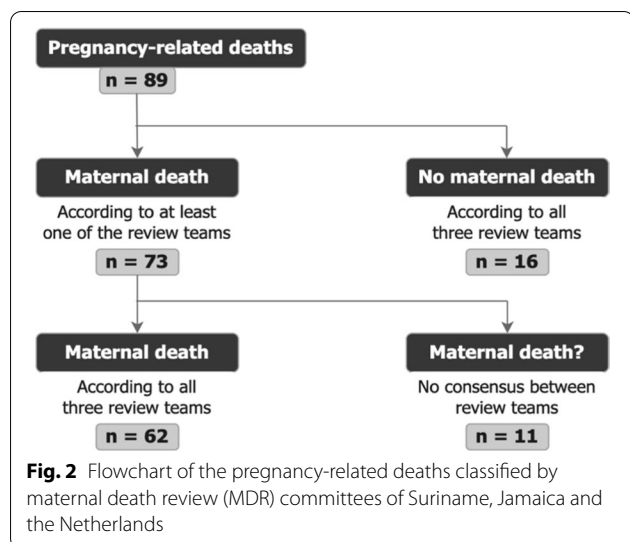 Pregnancy-related deaths
n = 89
Maternal death
According to at least
one of the review teams
n = 73
No maternal death
According to all
three review teams
n = 16
Maternal death
According to all
three review teams
n = 62
Maternal death?
No consensus between
review teams
n = 11
Fig. 2 Flowchart of the pregnancy-related deaths classified by
maternal death review (MDR) committees of Suriname, Jamaica and
the Netherlands